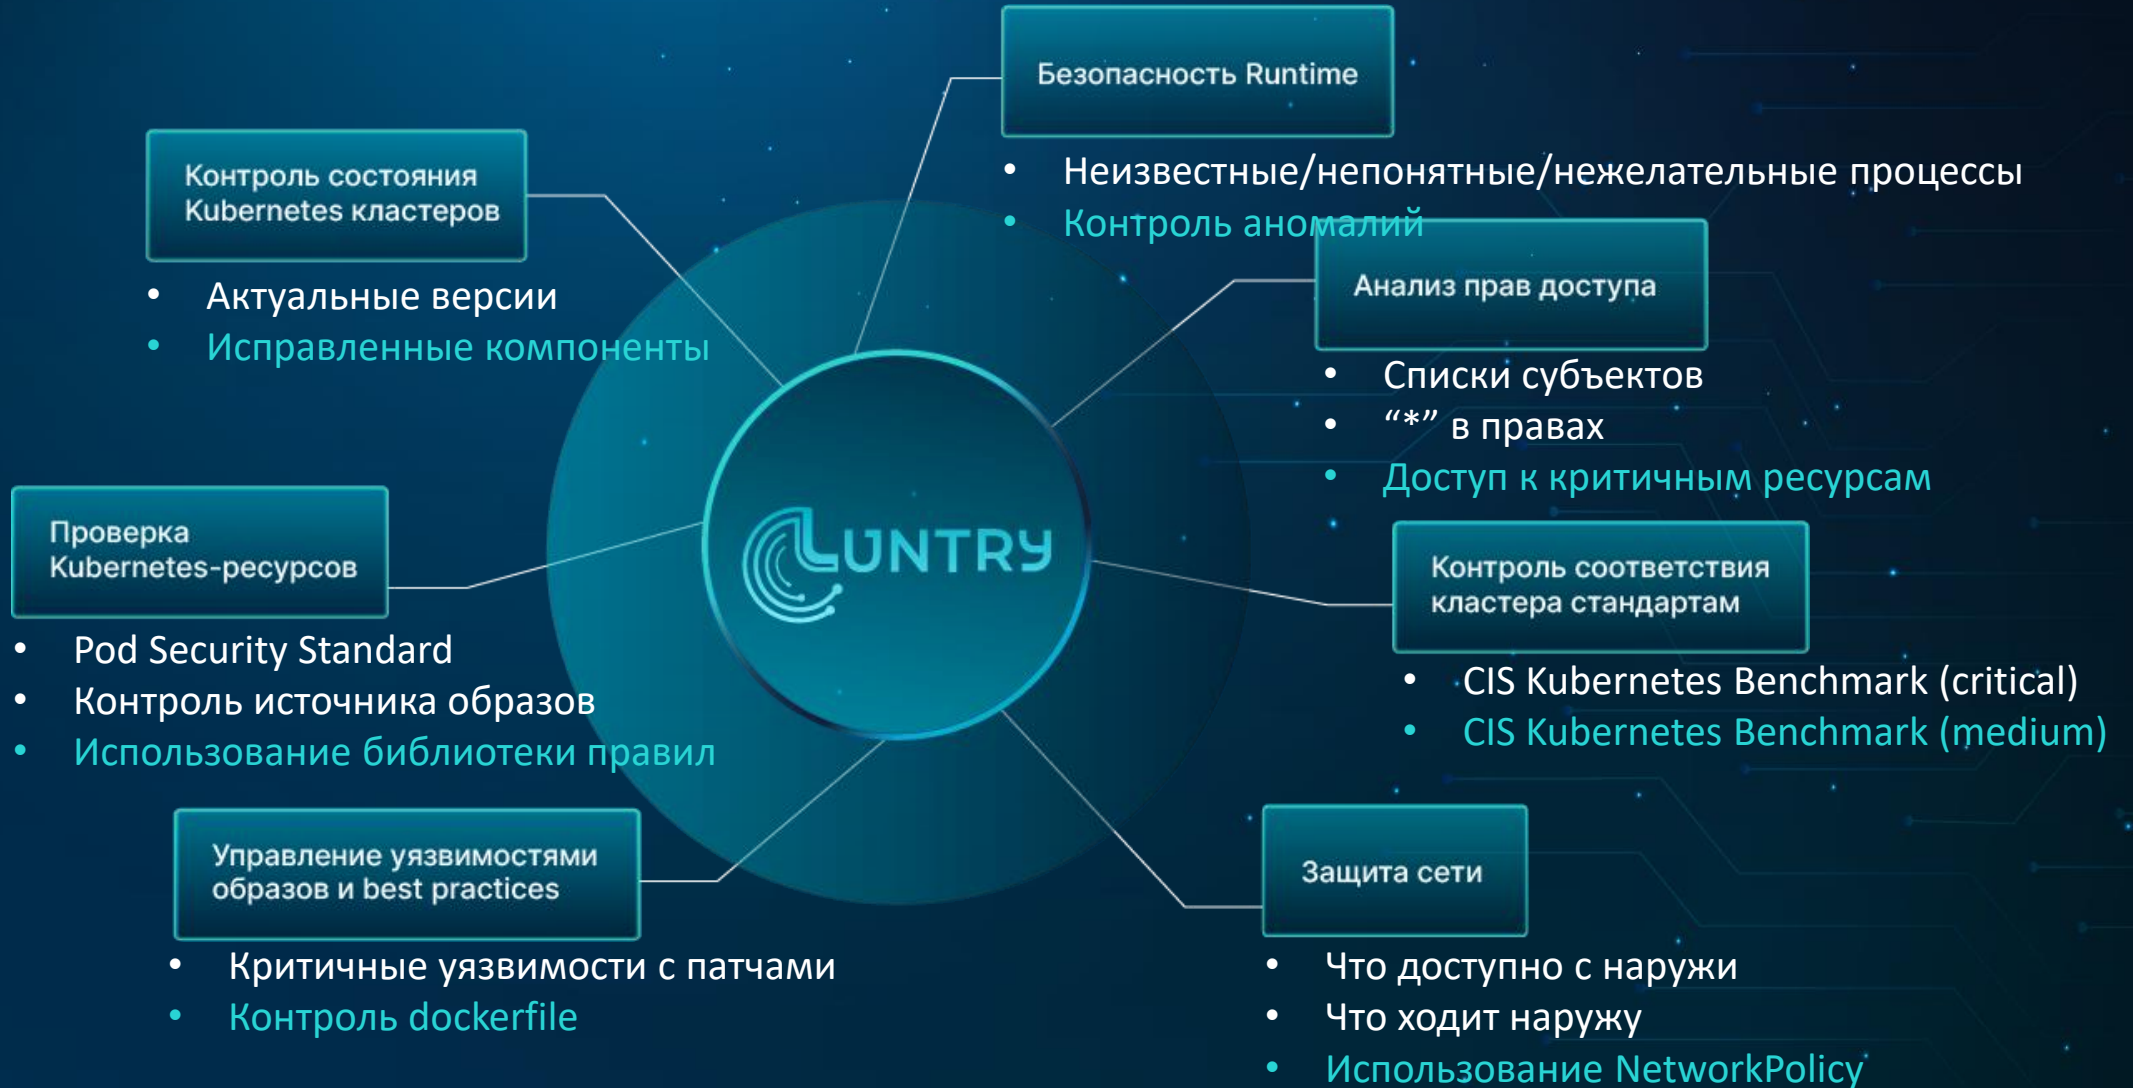 Безопасность Runtime
• Неизвестные/непонятные/нежелательные процессы
• Контроль аномалий
Контроль состояния
Kubernetes кластеров
• Актуальные версии
• Исправленные компоненты
Анализ прав доступа
• Списки субъектов
• “*” в правах
• Доступ к критичным ресурсам
LUNTRY
Проверка
Kubernetes-ресурсов
• Pod Security Standard
• Контроль источника образов
• Использование библиотеки правил
Контроль соответствия
кластера стандартам
• CIS Kubernetes Benchmark (critical)
• CIS Kubernetes Benchmark (medium)
Управление уязвимостями
образов и best practices
• Критичные уязвимости с патчами
• Контроль dockerfile
Защита сети
• Что доступно с наружи
• Что ходит наружу
• Использование NetworkPolicy